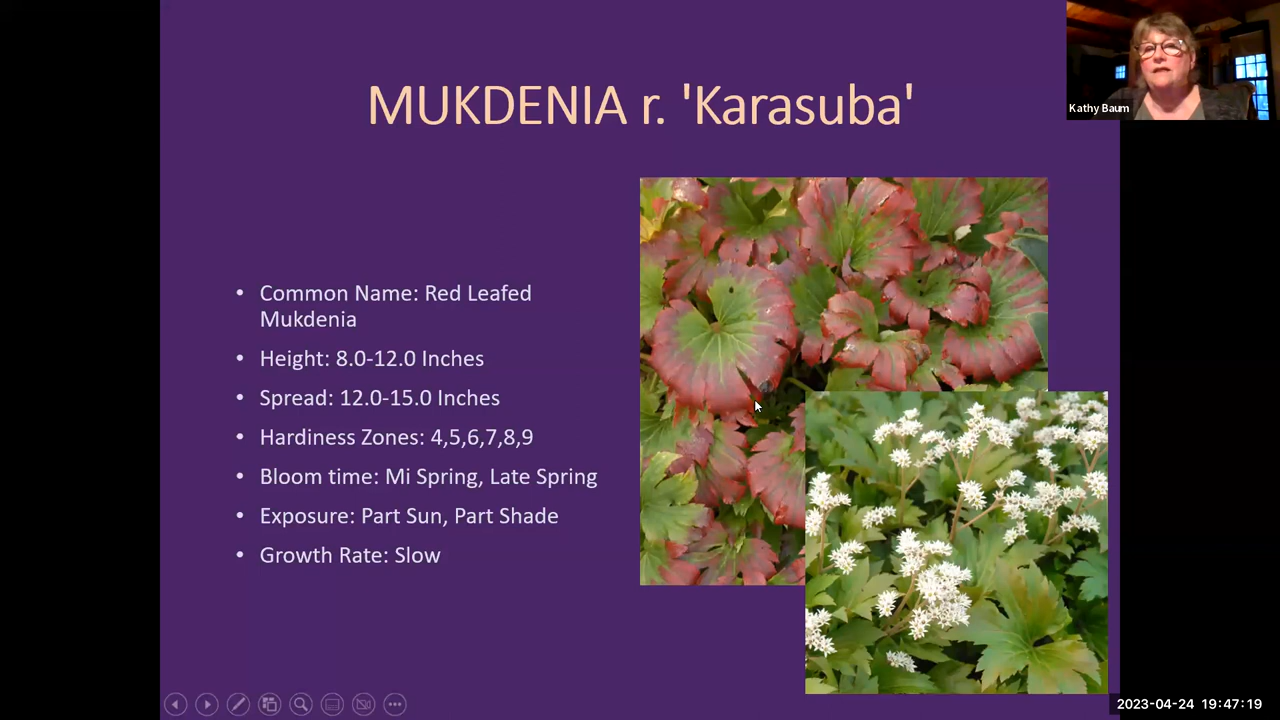 MUKDENIA r. 'Karasuba'
Kathy Baum
• Common Name: Red Leafed
Mukdenia
• Height: 8.0-12.0 Inches
• Spread: 12.0-15.0 Inches
• Hardiness Zones: 4,5,6,7,8,9
• Bloom time: Mi Spring, Late Spring
• Exposure: Part Sun, Part Shade
• Growth Rate: Slow
2023-04-24 19:47:19